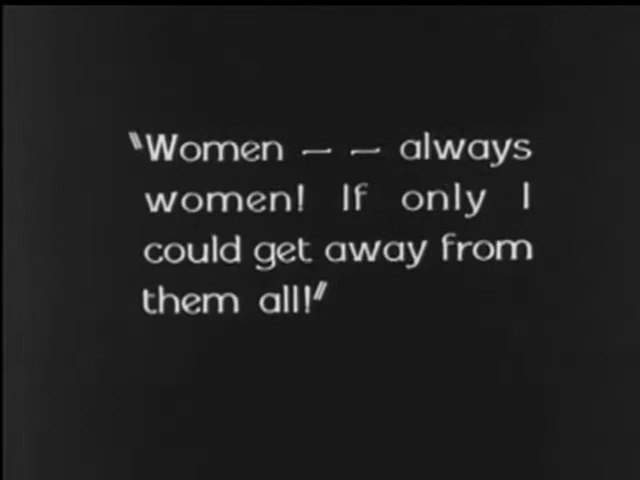 "Women — — always
women! If only I
could get away from
them all!"